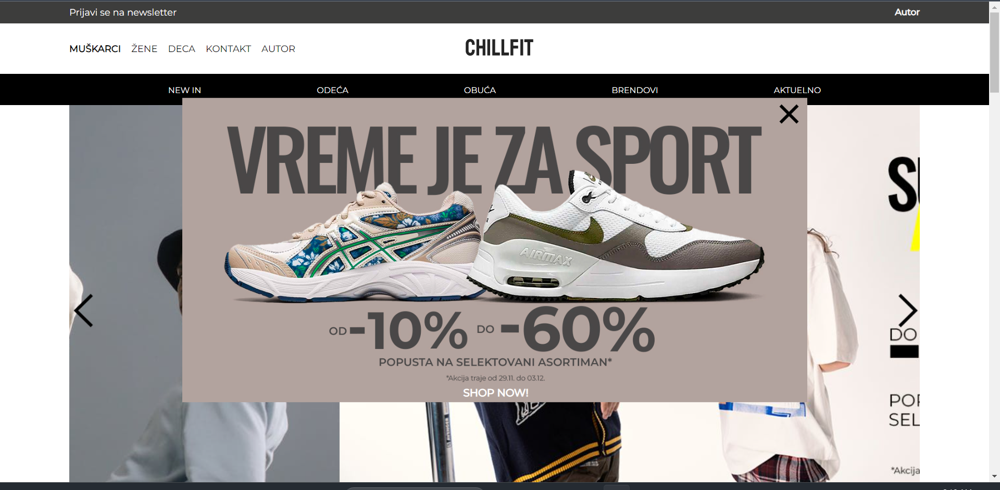 Prijavi se na newsletter
Autor
MUŠKARCI ŽENE DECA KONTAKT AUTOR
CHILLFIT
NEW IN ODEĆA OBUĆA BRENDOVI AKTUELNO
VREME JE ZA SPORT
AIRMAX
OD -10% DO -60%
POPUSTA NA SELEKTOVANI ASORTIMAN*
*Akcija traje od 29.11. do 03.12.
SHOP NOW!
DO
*Akcija